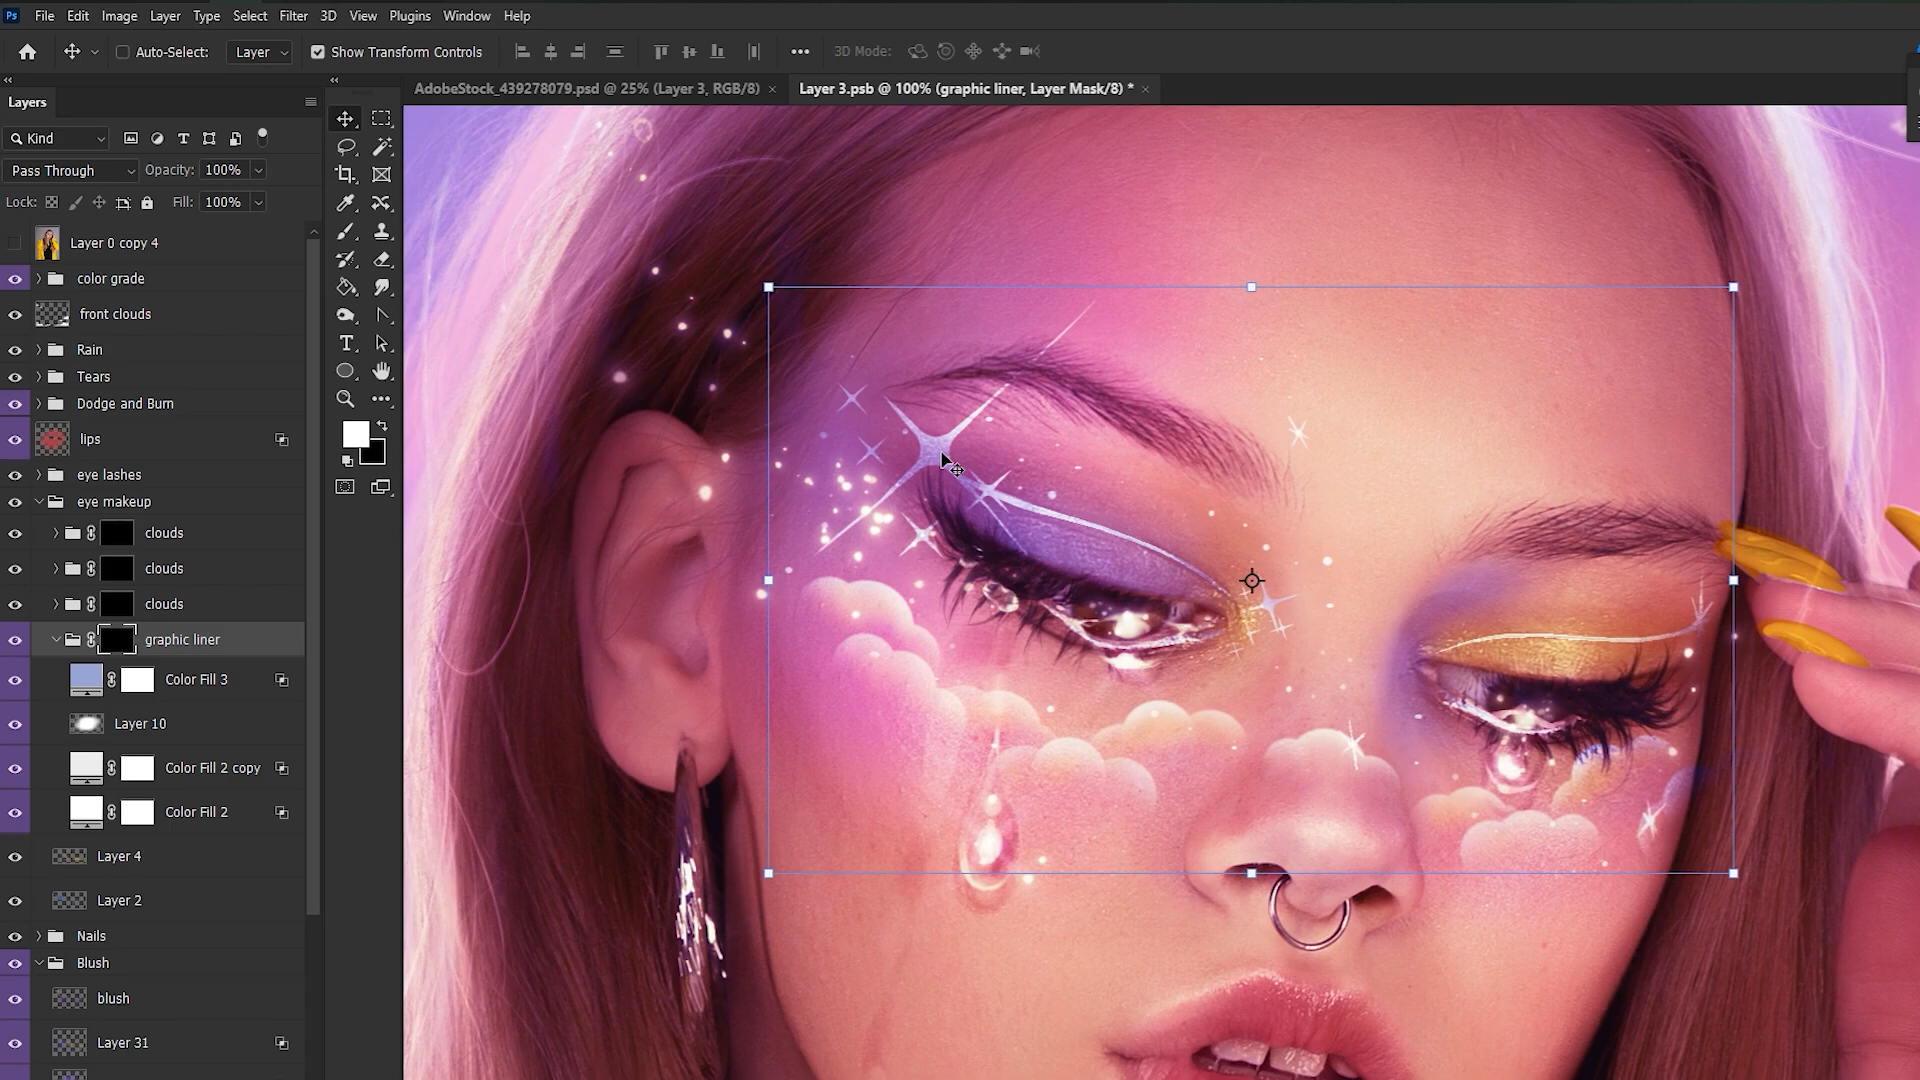 Ps File Edit Image Layer Type Select Filter 3D View Plugins Window Help
Auto-Select: Layer Show Transform Controls 3D Mode:
AdobeStock_439278079.psd @ 25% (Layer 3, RGB/8) × Layer 3.psb @ 100% (graphic liner, Layer Mask/8) * ×
Layers
Kind
Pass Through Opacity: 100%
Lock: Fill: 100%
Layer 0 copy 4
color grade
front clouds
Rain
Tears
Dodge and Burn
lips
eye lashes
eye makeup
clouds
clouds
clouds
graphic liner
Color Fill 3
Layer 10
Color Fill 2 copy
Color Fill 2
Layer 4
Layer 2
Nails
Blush
blush
Layer 31